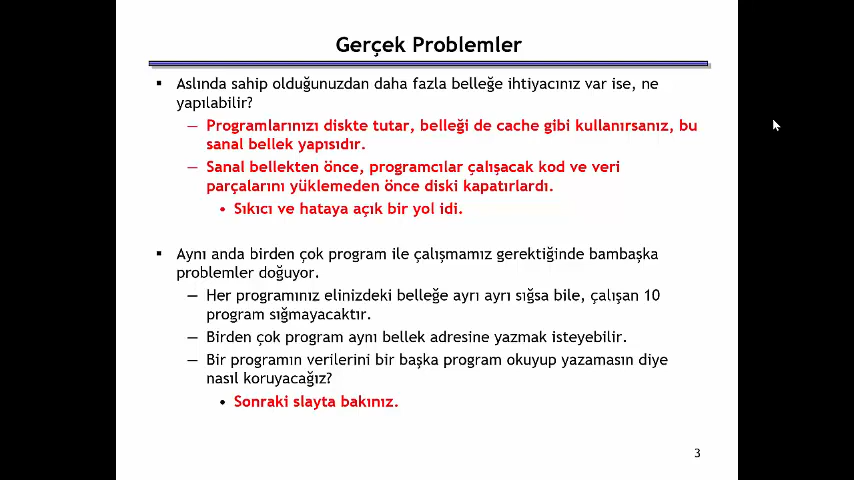 Gerçek Problemler
Aslında sahip olduğunuzdan daha fazla belleğe ihtiyacınız var ise, ne
yapılabilir?
— Programlarınızı diskte tutar, belleği de cache gibi kullanırsanız, bu
sanal bellek yapısıdır.
— Sanal bellekten önce, programcılar çalışacak kod ve veri
parçalarını yüklemeden önce diski kapatırlardı.
• Sıkıcı ve hataya açık bir yol idi.
Aynı anda birden çok program ile çalışmamız gerektiğinde bambaşka
problemler doğuyor.
— Her programınız elinizdeki belleğe ayrı ayrı sığsa bile, çalışan 10
program sığmayacaktır.
— Birden çok program aynı bellek adresine yazmak isteyebilir.
— Bir programın verilerini bir başka program okuyup yazamasın diye
nasıl koruyacağız?
• Sonraki slayta bakınız.
3